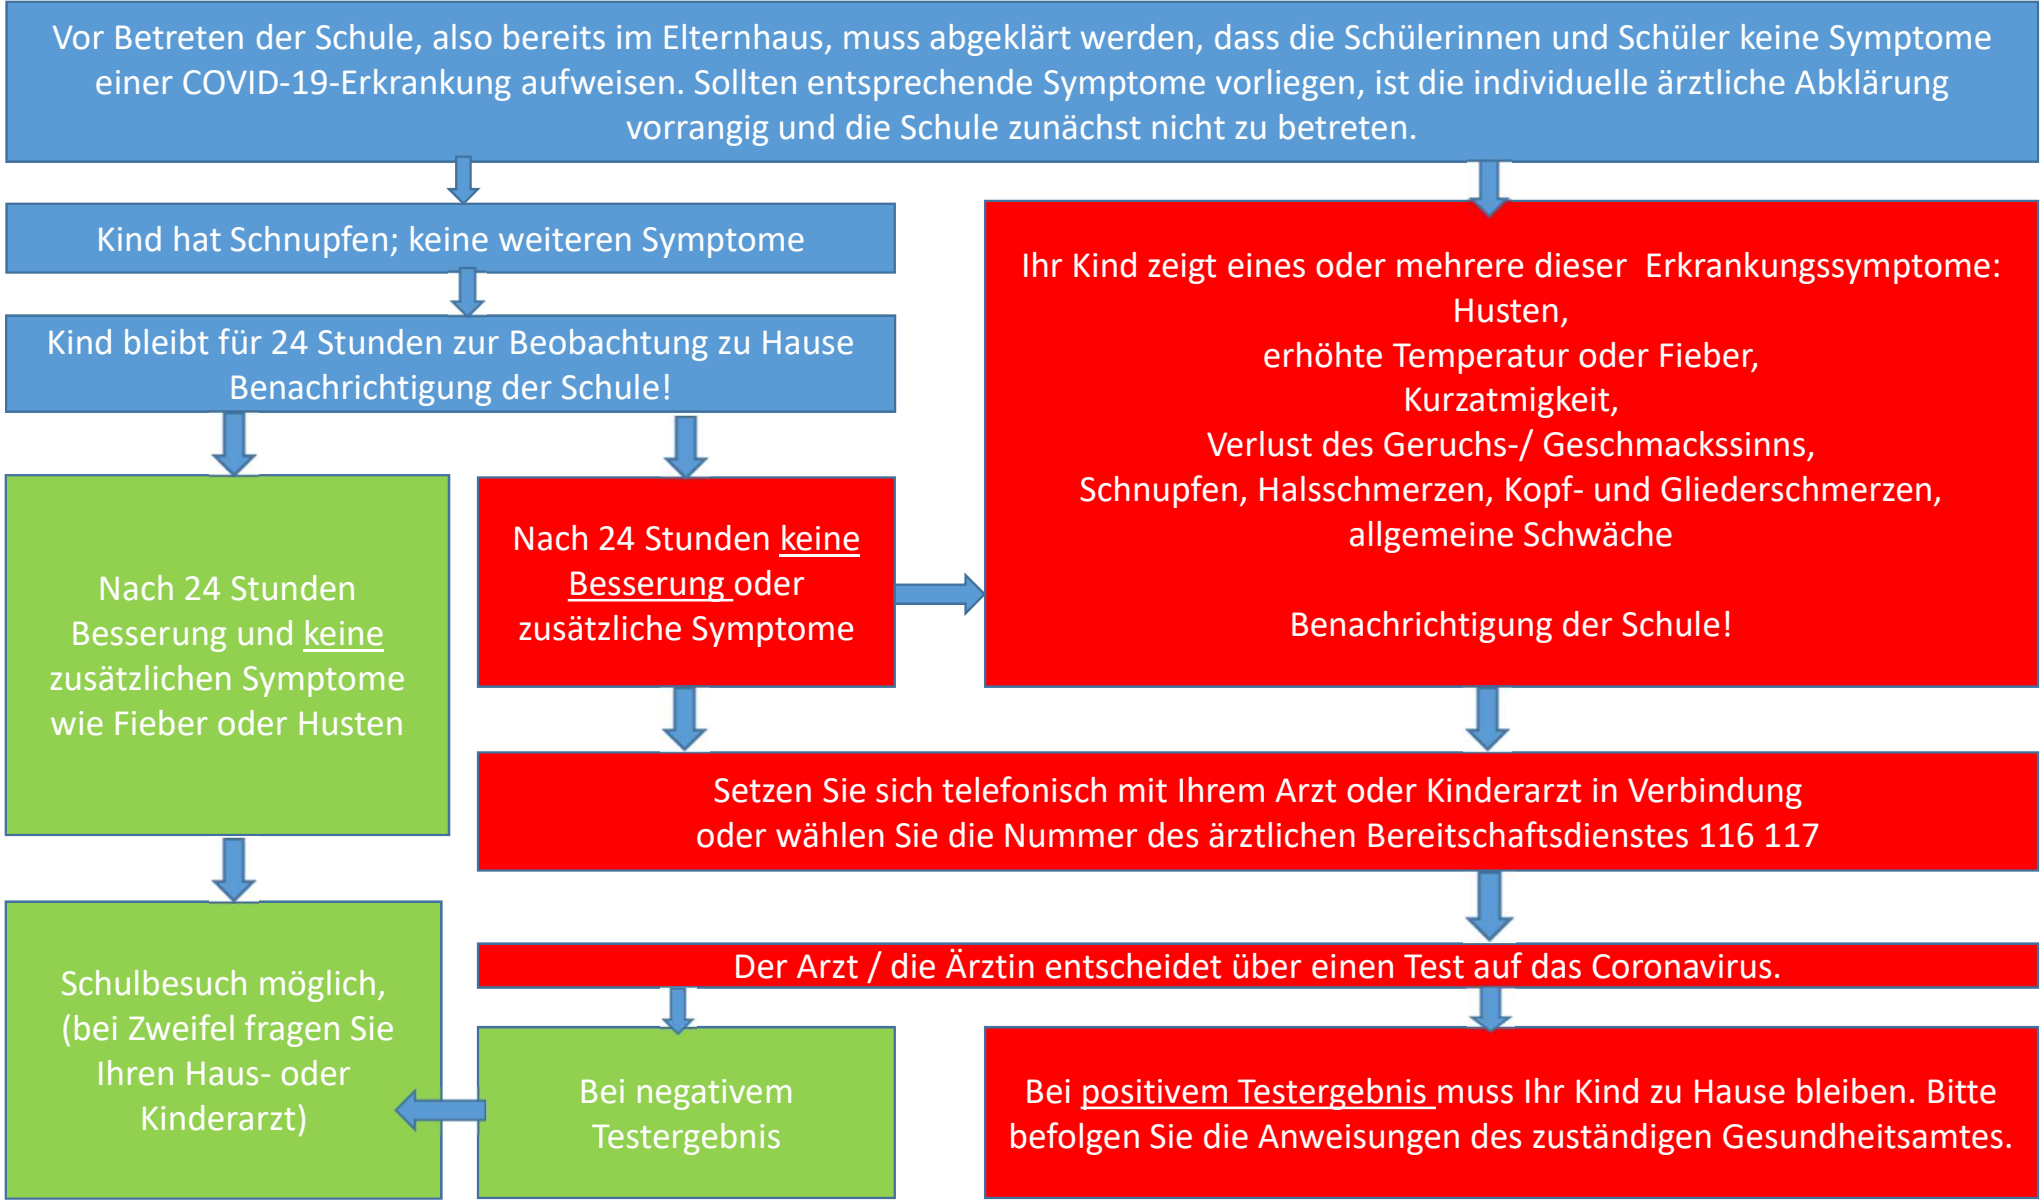 Vor Betreten der Schule, also bereits im Elternhaus, muss abgeklärt werden, dass die Schülerinnen und Schüler keine Symptome
einer COVID-19-Erkrankung aufweisen. Sollten entsprechende Symptome vorliegen, ist die individuelle ärztliche Abklärung
vorrangig und die Schule zunächst nicht zu betreten.
Kind hat Schnupfen; keine weiteren Symptome
Kind bleibt für 24 Stunden zur Beobachtung zu Hause
Benachrichtigung der Schule!
Nach 24 Stunden
Besserung und keine
zusätzlichen Symptome
wie Fieber oder Husten
Nach 24 Stunden keine
Besserung oder
zusätzliche Symptome
Ihr Kind zeigt eines oder mehrere dieser Erkrankungssymptome:
Husten,
erhöhte Temperatur oder Fieber,
Kurzatmigkeit,
Verlust des Geruchs-/ Geschmackssinns,
Schnupfen, Halsschmerzen, Kopf- und Gliederschmerzen,
allgemeine Schwäche
Benachrichtigung der Schule!
Setzen Sie sich telefonisch mit Ihrem Arzt oder Kinderarzt in Verbindung
oder wählen Sie die Nummer des ärztlichen Bereitschaftsdienstes 116 117
Der Arzt / die Ärztin entscheidet über einen Test auf das Coronavirus.
Schulbesuch möglich,
(bei Zweifel fragen Sie
Ihren Haus- oder
Kinderarzt)
Bei negativem
Testergebnis
Bei positivem Testergebnis muss Ihr Kind zu Hause bleiben. Bitte
befolgen Sie die Anweisungen des zuständigen Gesundheitsamtes.